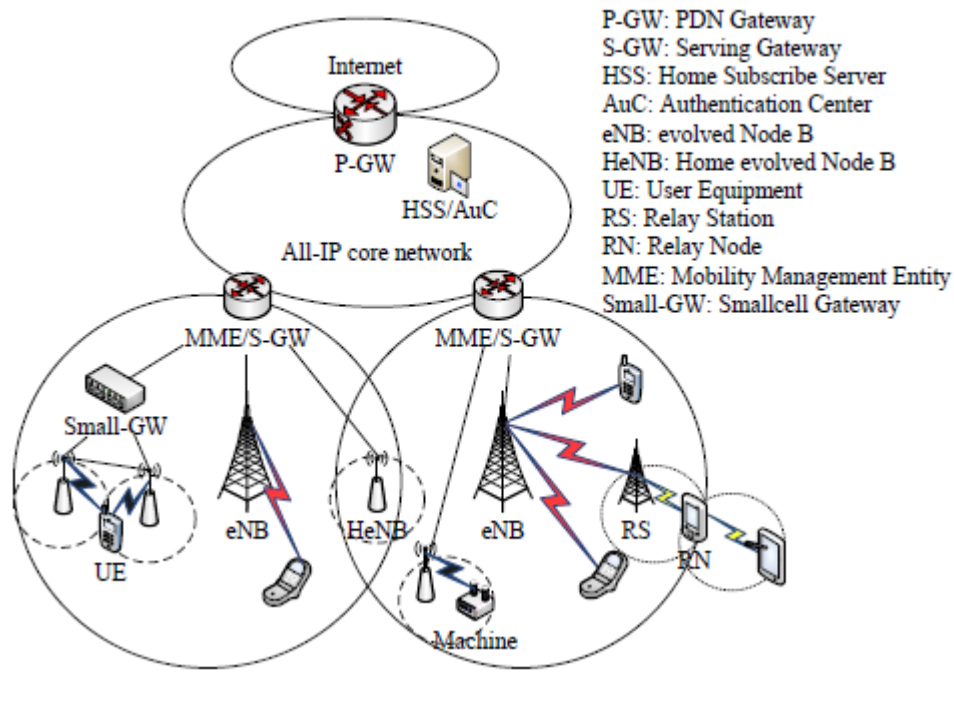 P-GW: PDN Gateway
S-GW: Serving Gateway
HSS: Home Subscribe Server
AuC: Authentication Center
eNB: evolved Node B
HeNB: Home evolved Node B
UE: User Equipment
RS: Relay Station
RN: Relay Node
MME: Mobility Management Entity
Small-GW: Smallcell Gateway
Internet
P-GW
HSS/AuC
All-IP core network
MME/S-GW
MME/S-GW
Small-GW
eNB
HeNB
eNB
RS
RN
UE
Machine